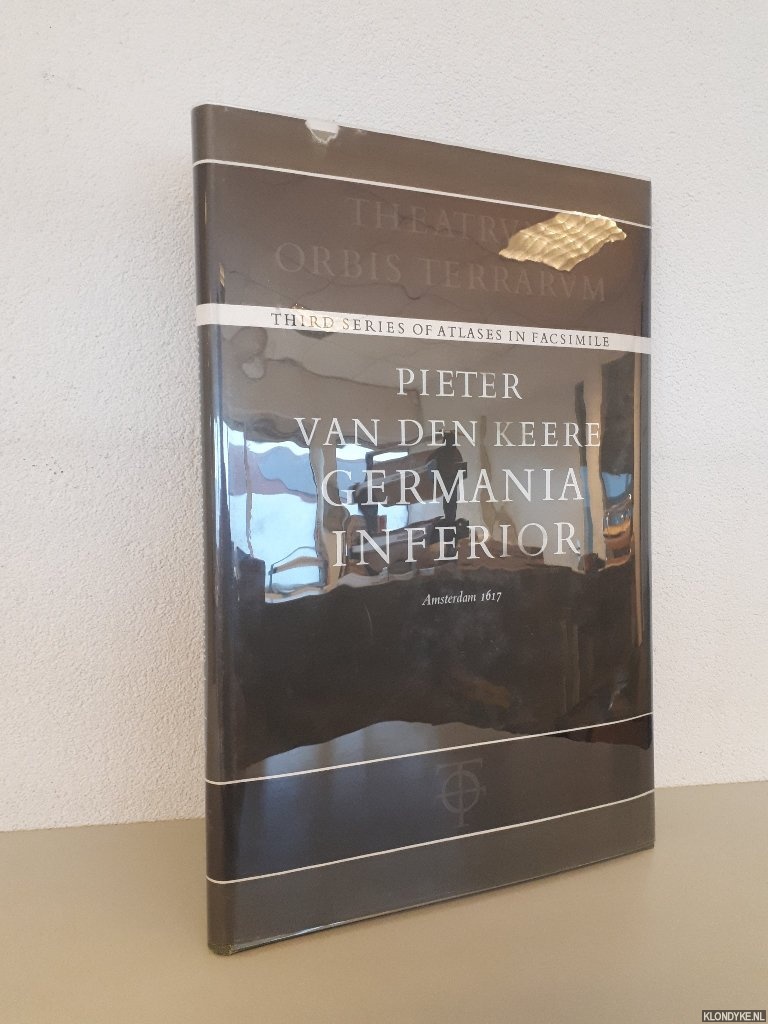 THEATRVM
ORBIS TERRARVM
THIRD SERIES OF ATLASES IN FACSIMILE
PIETER
VAN DEN KEERE
GERMANIA
INFERIOR
Amsterdam 1617
KLONDYKE.NL